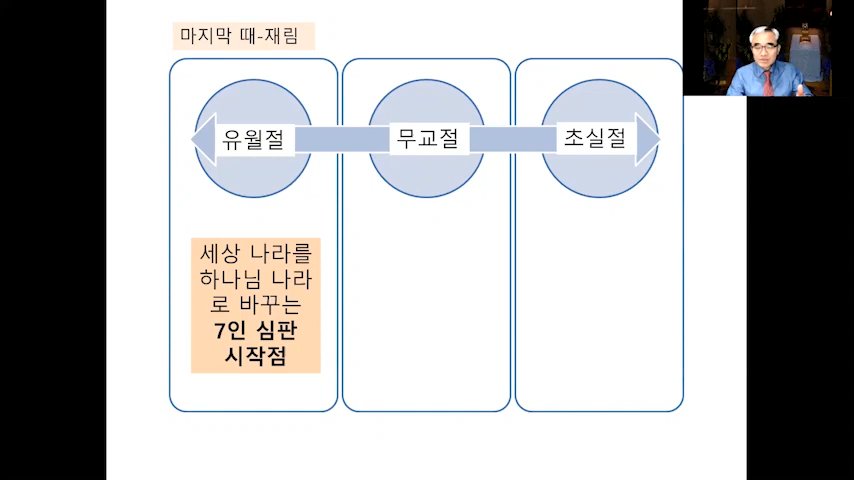 마지막 때-재림
유월절
무교절
초실절
세상 나라를
하나님 나라
로 바꾸는
7인 심판
시작점